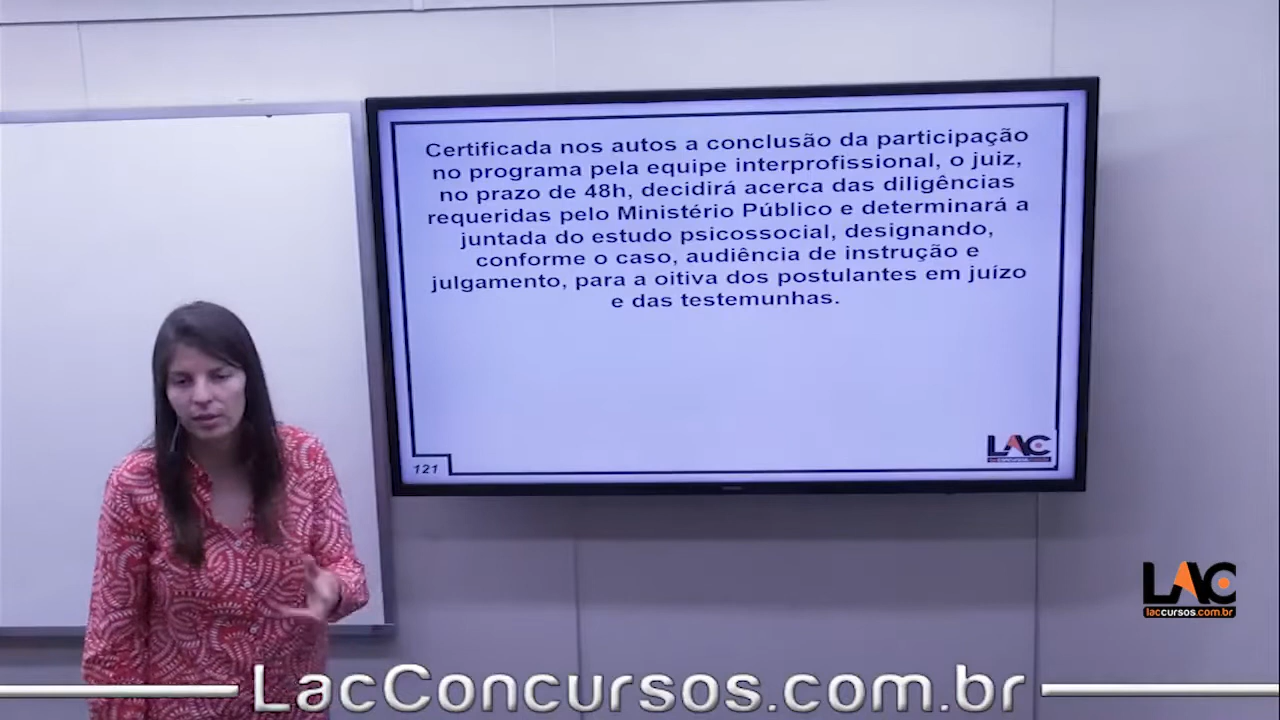 Certificada nos autos a conclusão da participação
no programa pela equipe interprofissional, o juiz,
no prazo de 48h, decidirá acerca das diligências
requeridas pelo Ministério Público e determinará a
juntada do estudo psicossocial, designando,
conforme o caso, audiência de instrução e
julgamento, para a oitiva dos postulantes em juízo
e das testemunhas.
LAC
121
LAC
laccursos.com.br
LacConcursos.com.br